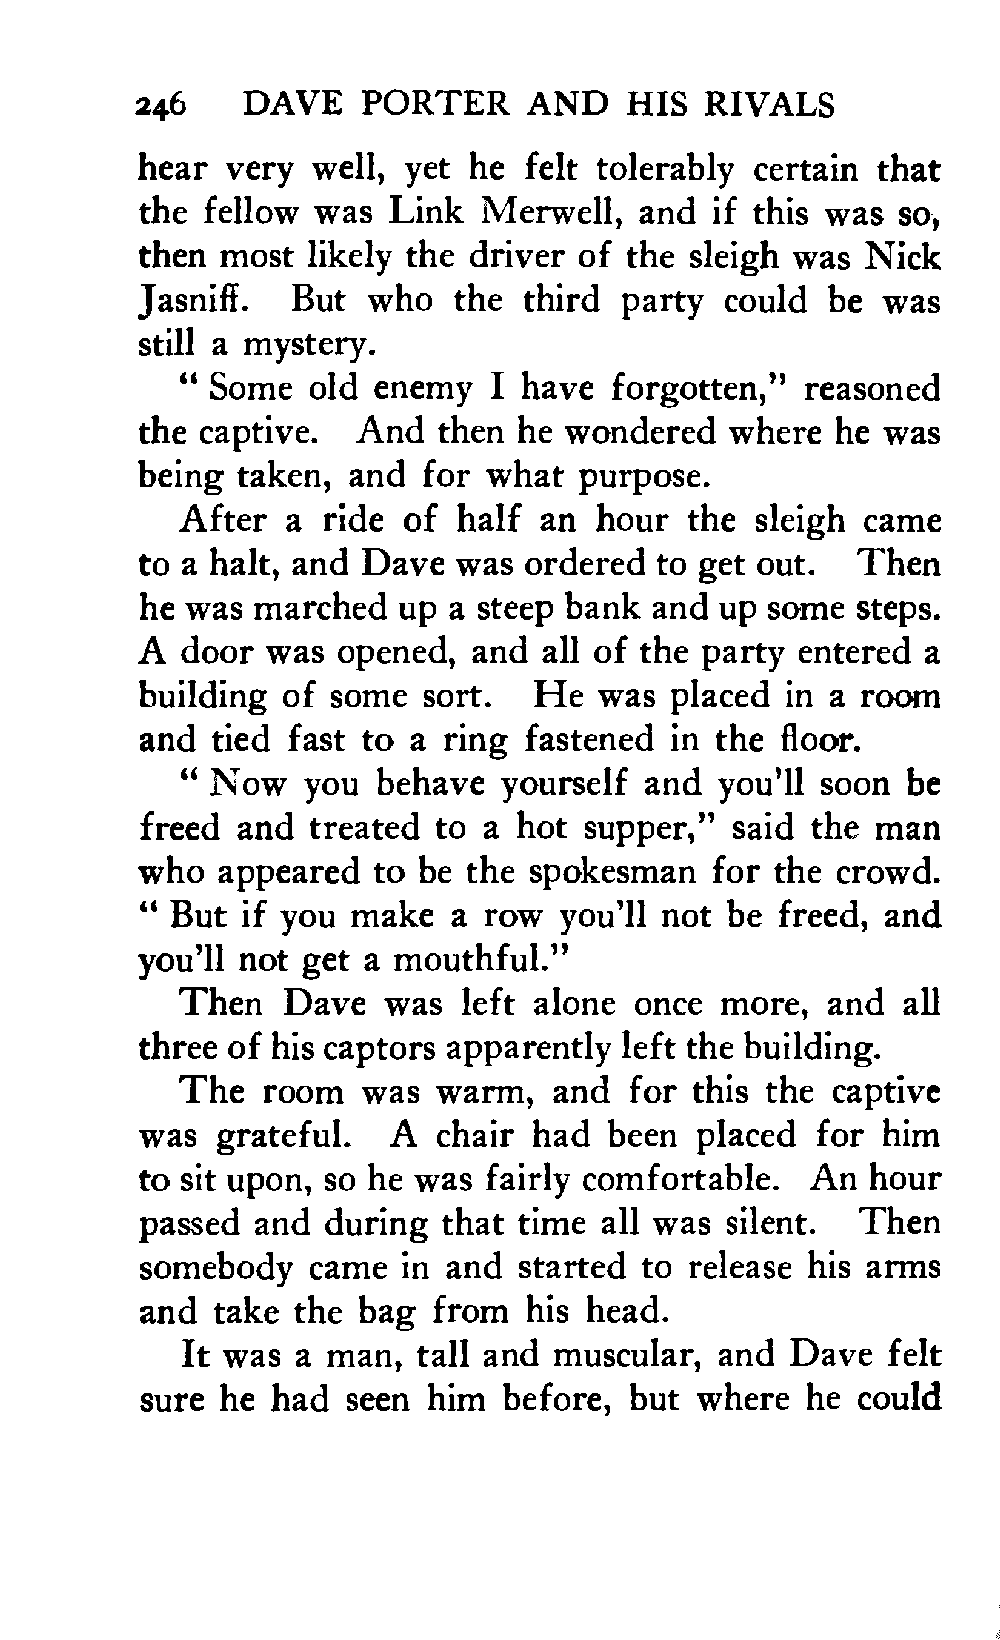 246 DAVE PORTER AND HIS RIVALS
hear very well, yet he felt tolerably certain that
the fellow was Link Merwell, and if this was so,
then most likely the driver of the sleigh was Nick
Jasniff. But who the third party could be was
still a mystery.
" Some old enemy I have forgotten," reasoned
the captive. And then he wondered where he was
being taken, and for what purpose.
After a ride of half an hour the sleigh came
to a halt, and Dave was ordered to get out. Then
he was marched up a steep bank and up some steps.
A door was opened, and all of the party entered a
building of some sort. He was placed in a room
and tied fast to a ring fastened in the floor.
" Now you behave yourself and you'll soon be
freed and treated to a hot supper," said the man
who appeared to be the spokesman for the crowd.
" But if you make a row you'll not be freed, and
you'll not get a mouthful."
Then Dave was left alone once more, and all
three of his captors apparently left the building.
The room was warm, and for this the captive
was grateful. A chair had been placed for him
to sit upon, so he was fairly comfortable. An hour
passed and during that time all was silent. Then
somebody came in and started to release his arms
and take the bag from his head.
It was a man, tall and muscular, and Dave felt
sure he had seen him before, but where he could